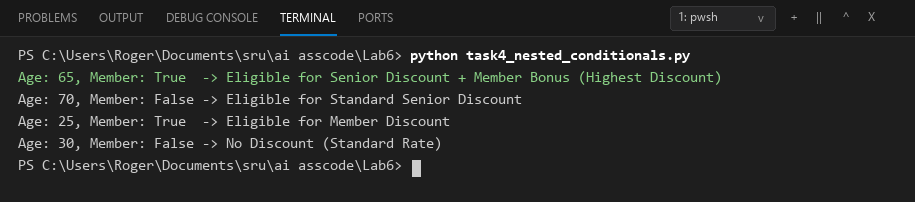 PROBLEMS OUTPUT DEBUG CONSOLE TERMINAL PORTS 1: pwsh v + || ^ X
PS C:\Users\Roger\Documents\sru\ai asscode\Lab6> python task4_nested_conditionals.py
Age: 65, Member: True  -> Eligible for Senior Discount + Member Bonus (Highest Discount)
Age: 70, Member: False -> Eligible for Standard Senior Discount
Age: 25, Member: True  -> Eligible for Member Discount
Age: 30, Member: False -> No Discount (Standard Rate)
PS C:\Users\Roger\Documents\sru\ai asscode\Lab6>